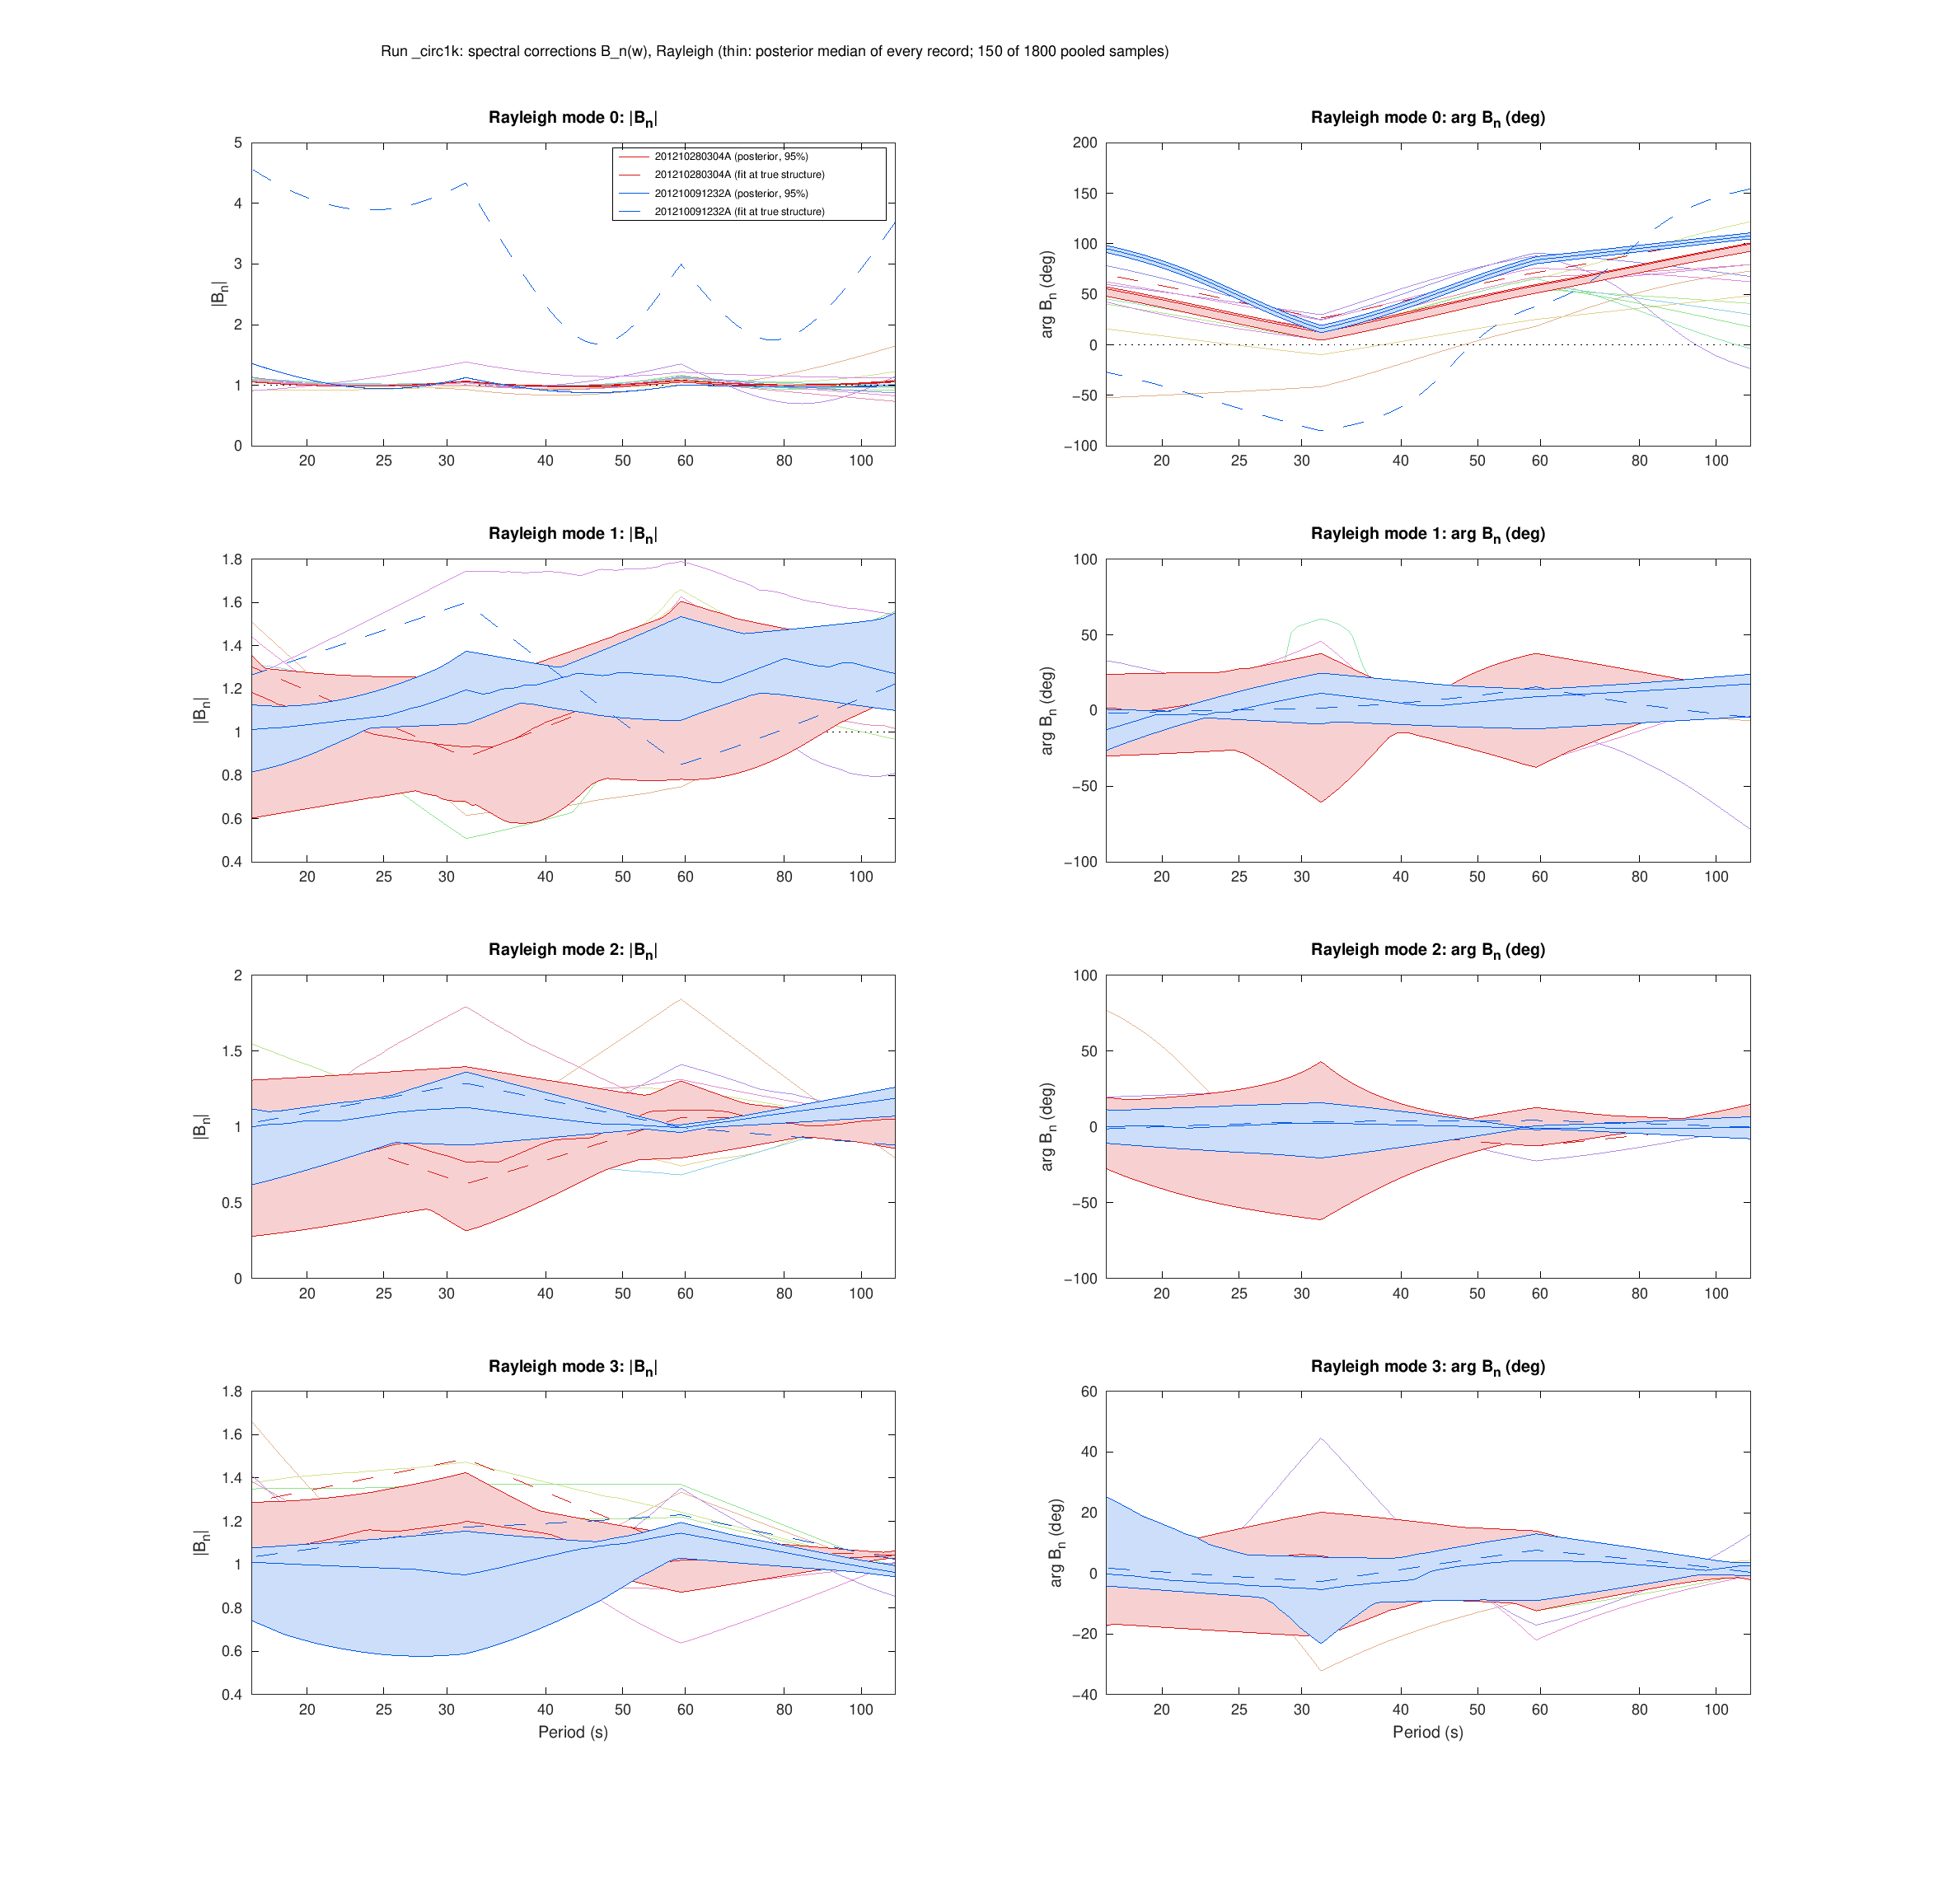 Run _circ1k: spectral corrections B_n(w), Rayleigh (thin: posterior median of every record; 150 of 1800 pooled samples)
Rayleigh mode 0: |Bn|
5
4
3
2
1
0
|Bn|
201210280304A (posterior, 95%)
201210280304A (fit at true structure)
201210091232A (posterior, 95%)
201210091232A (fit at true structure)
20 25 30 40 50 60 80 100
Rayleigh mode 0: arg Bn (deg)
200
150
100
50
0
−50
−100
arg Bn (deg)
20 25 30 40 50 60 80 100
Rayleigh mode 1: |Bn|
1.8
1.6
1.4
1.2
1
0.8
0.6
0.4
|Bn|
20 25 30 40 50 60 80 100
Rayleigh mode 1: arg Bn (deg)
100
50
0
−50
−100
arg Bn (deg)
20 25 30 40 50 60 80 100
Rayleigh mode 2: |Bn|
2
1.5
1
0.5
0
|Bn|
20 25 30 40 50 60 80 100
Rayleigh mode 2: arg Bn (deg)
100
50
0
−50
−100
arg Bn (deg)
20 25 30 40 50 60 80 100
Rayleigh mode 3: |Bn|
1.8
1.6
1.4
1.2
1
0.8
0.6
0.4
|Bn|
20 25 30 40 50 60 80 100
Period (s)
Rayleigh mode 3: arg Bn (deg)
60
40
20
0
−20
−40
arg Bn (deg)
20 25 30 40 50 60 80 100
Period (s)